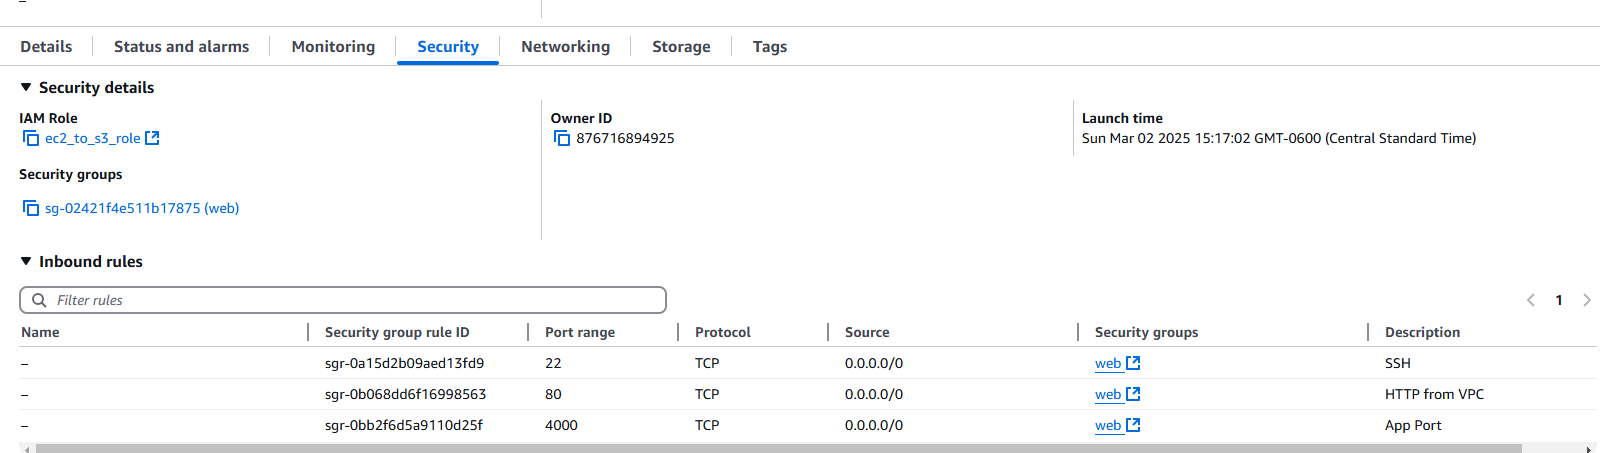 –
Details Status and alarms Monitoring Security Networking Storage Tags
Security details
IAM Role Owner ID Launch time
ec2_to_s3_role 876716894925 Sun Mar 02 2025 15:17:02 GMT-0600 (Central Standard Time)
Security groups
sg-02421f4e511b17875 (web)
Inbound rules
Filter rules 1
Name Security group rule ID Port range Protocol Source Security groups Description
– sgr-0a15d2b09aed13fd9 22 TCP 0.0.0.0/0 web SSH
– sgr-0b068dd6f16998563 80 TCP 0.0.0.0/0 web HTTP from VPC
– sgr-0bb2f6d5a9110d25f 4000 TCP 0.0.0.0/0 web App Port